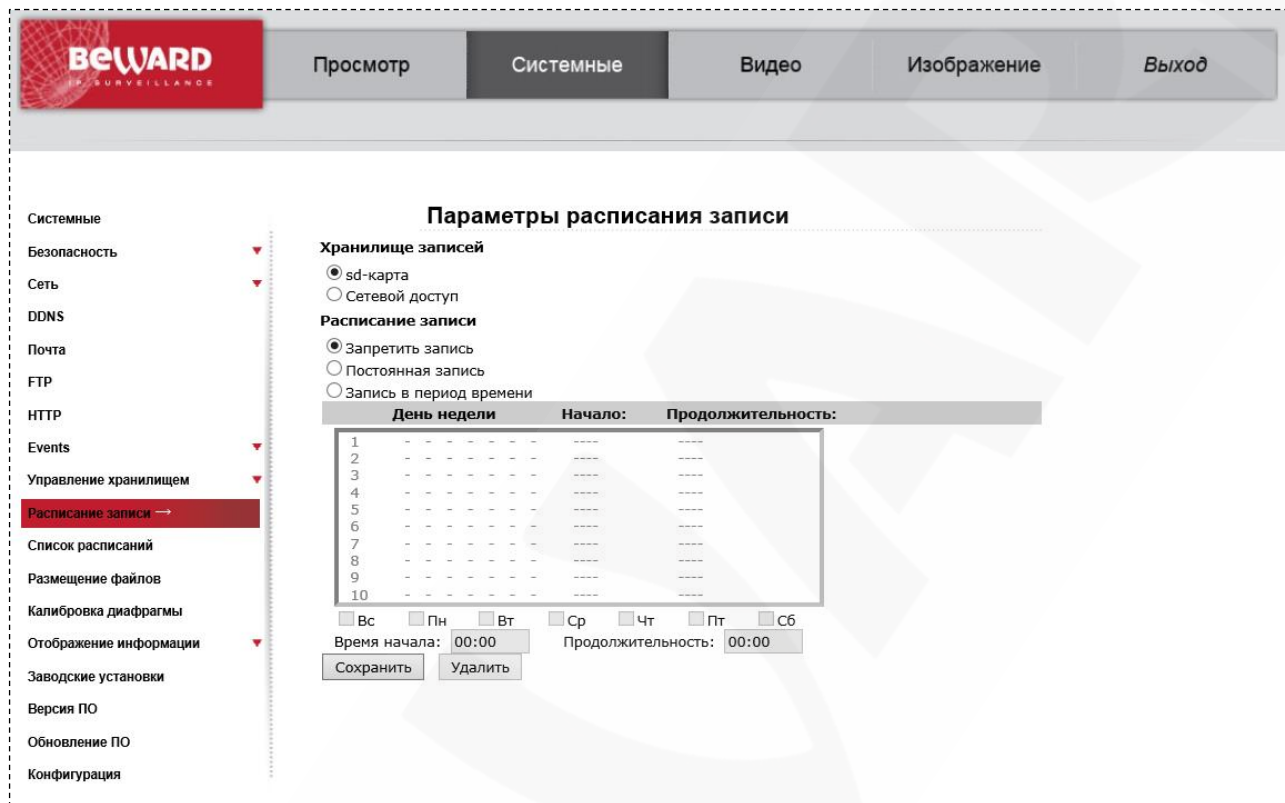 BEWARD
IP SURVEILLANCE
Просмотр Системные Видео Изображение Выход
Системные
Безопасность
Сеть
DDNS
Почта
FTP
HTTP
Events
Управление хранилищем
Расписание записи →
Список расписаний
Размещение файлов
Калибровка диафрагмы
Отображение информации
Заводские установки
Версия ПО
Обновление ПО
Конфигурация
Параметры расписания записи
Хранилище записей
sd-карта
Сетевой доступ
Расписание записи
Запретить запись
Постоянная запись
Запись в период времени
День недели Начало: Продолжительность:
1 - - - - - - - ---- ----
2 - - - - - - - ---- ----
3 - - - - - - - ---- ----
4 - - - - - - - ---- ----
5 - - - - - - - ---- ----
6 - - - - - - - ---- ----
7 - - - - - - - ---- ----
8 - - - - - - - ---- ----
9 - - - - - - - ---- ----
10 - - - - - - - ---- ----
Вс Пн Вт Ср Чт Пт Сб
Время начала: 00:00 Продолжительность: 00:00
Сохранить Удалить